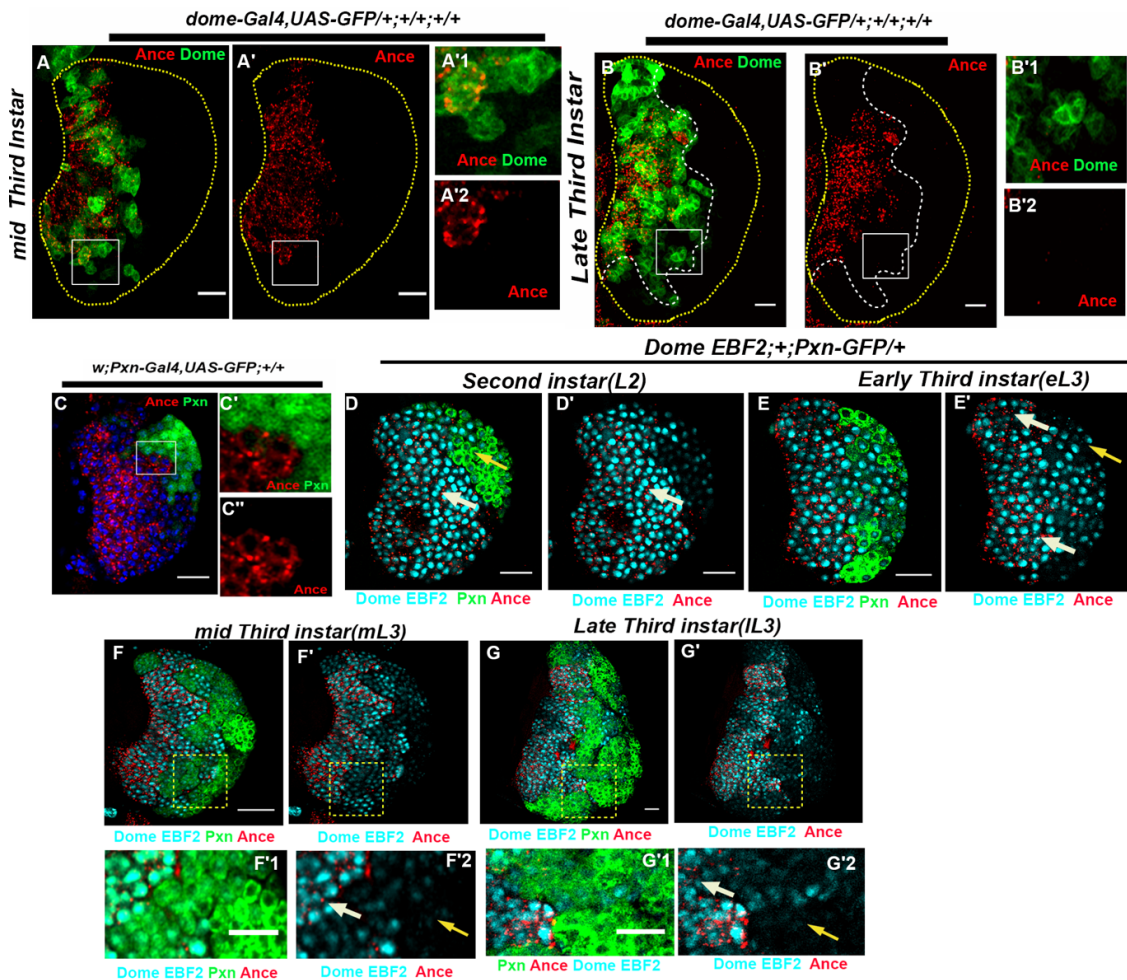 dome-Gal4,UAS-GFP/+;+/+;+/+
dome-Gal4,UAS-GFP/+;+/+;+/+
mid Third Instar
A
Ance Dome
A'
Ance
A'1
Ance Dome
A'2
Ance
Late Third Instar
B
Ance Dome
B'
Ance
B'1
Ance Dome
B'2
Ance
Dome EBF2;+;Pxn-GFP/+
w;Pxn-Gal4,UAS-GFP;+/+
Second instar(L2)
Early Third instar(eL3)
C
Ance Pxn
C'
Ance Pxn
C''
Ance
D
D'
E
E'
Dome EBF2 Pxn Ance
Dome EBF2 Ance
Dome EBF2 Pxn Ance
Dome EBF2 Ance
mid Third instar(mL3)
Late Third instar(lL3)
F
F'
G
G'
Dome EBF2 Pxn Ance
Dome EBF2 Ance
Dome EBF2 Pxn Ance
Dome EBF2 Ance
F'1
F'2
G'1
G'2
Dome EBF2 Pxn Ance
Dome EBF2 Ance
Pxn Ance Dome EBF2
Dome EBF2 Ance